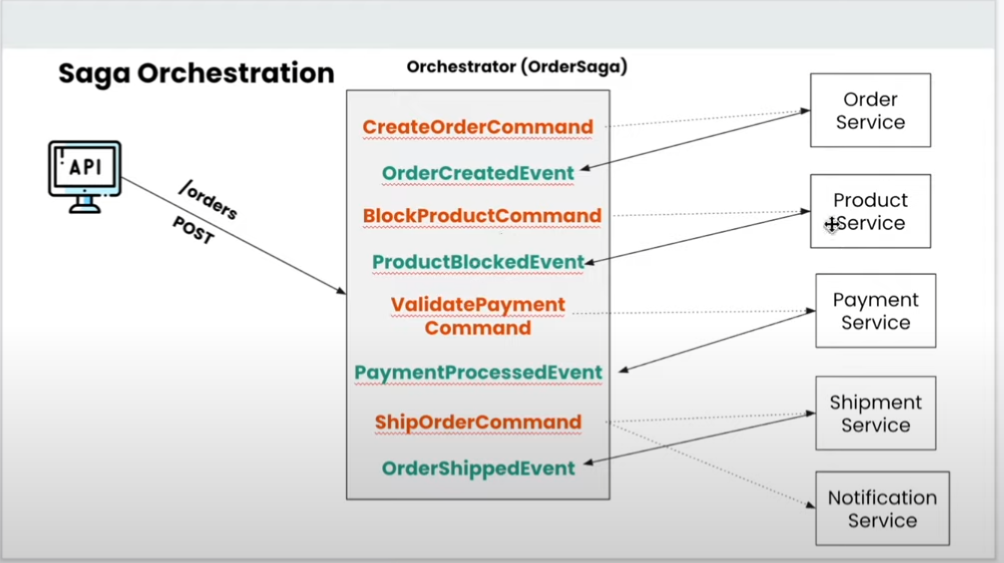 Saga Orchestration
Orchestrator (OrderSaga)
API
/orders
POST
CreateOrderCommand
OrderCreatedEvent
BlockProductCommand
ProductBlockedEvent
ValidatePayment
Command
PaymentProcessedEvent
ShipOrderCommand
OrderShippedEvent
Order
Service
Product
Service
Payment
Service
Shipment
Service
Notification
Service